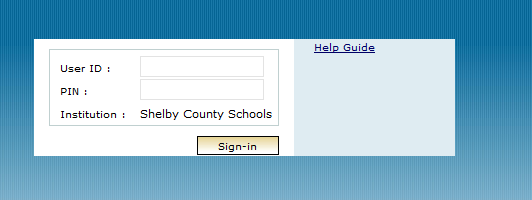 Help Guide
User ID :
PIN :
Institution : Shelby County Schools
Sign-in